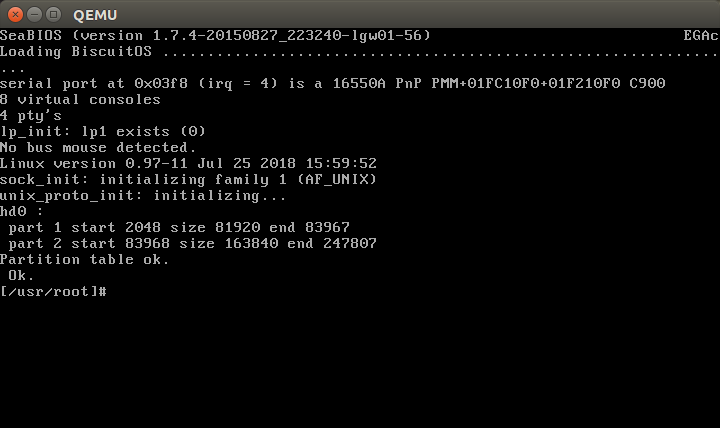 QEMU
SeaBIOS (version 1.7.4-20150827_223240-lgw01-56) EGAc
Loading BiscuitOS ..............................................................
...
serial port at 0x03f8 (irq = 4) is a 16550A PnP PMM+01FC10F0+01F210F0 C900
8 virtual consoles
4 pty's
lp_init: lp1 exists (0)
No bus mouse detected.
Linux version 0.97-11 Jul 25 2018 15:59:52
sock_init: initializing family 1 (AF_UNIX)
unix_proto_init: initializing...
hd0 :
part 1 start 2048 size 81920 end 83967
part 2 start 83968 size 163840 end 247807
Partition table ok.
Ok.
[/usr/root]#